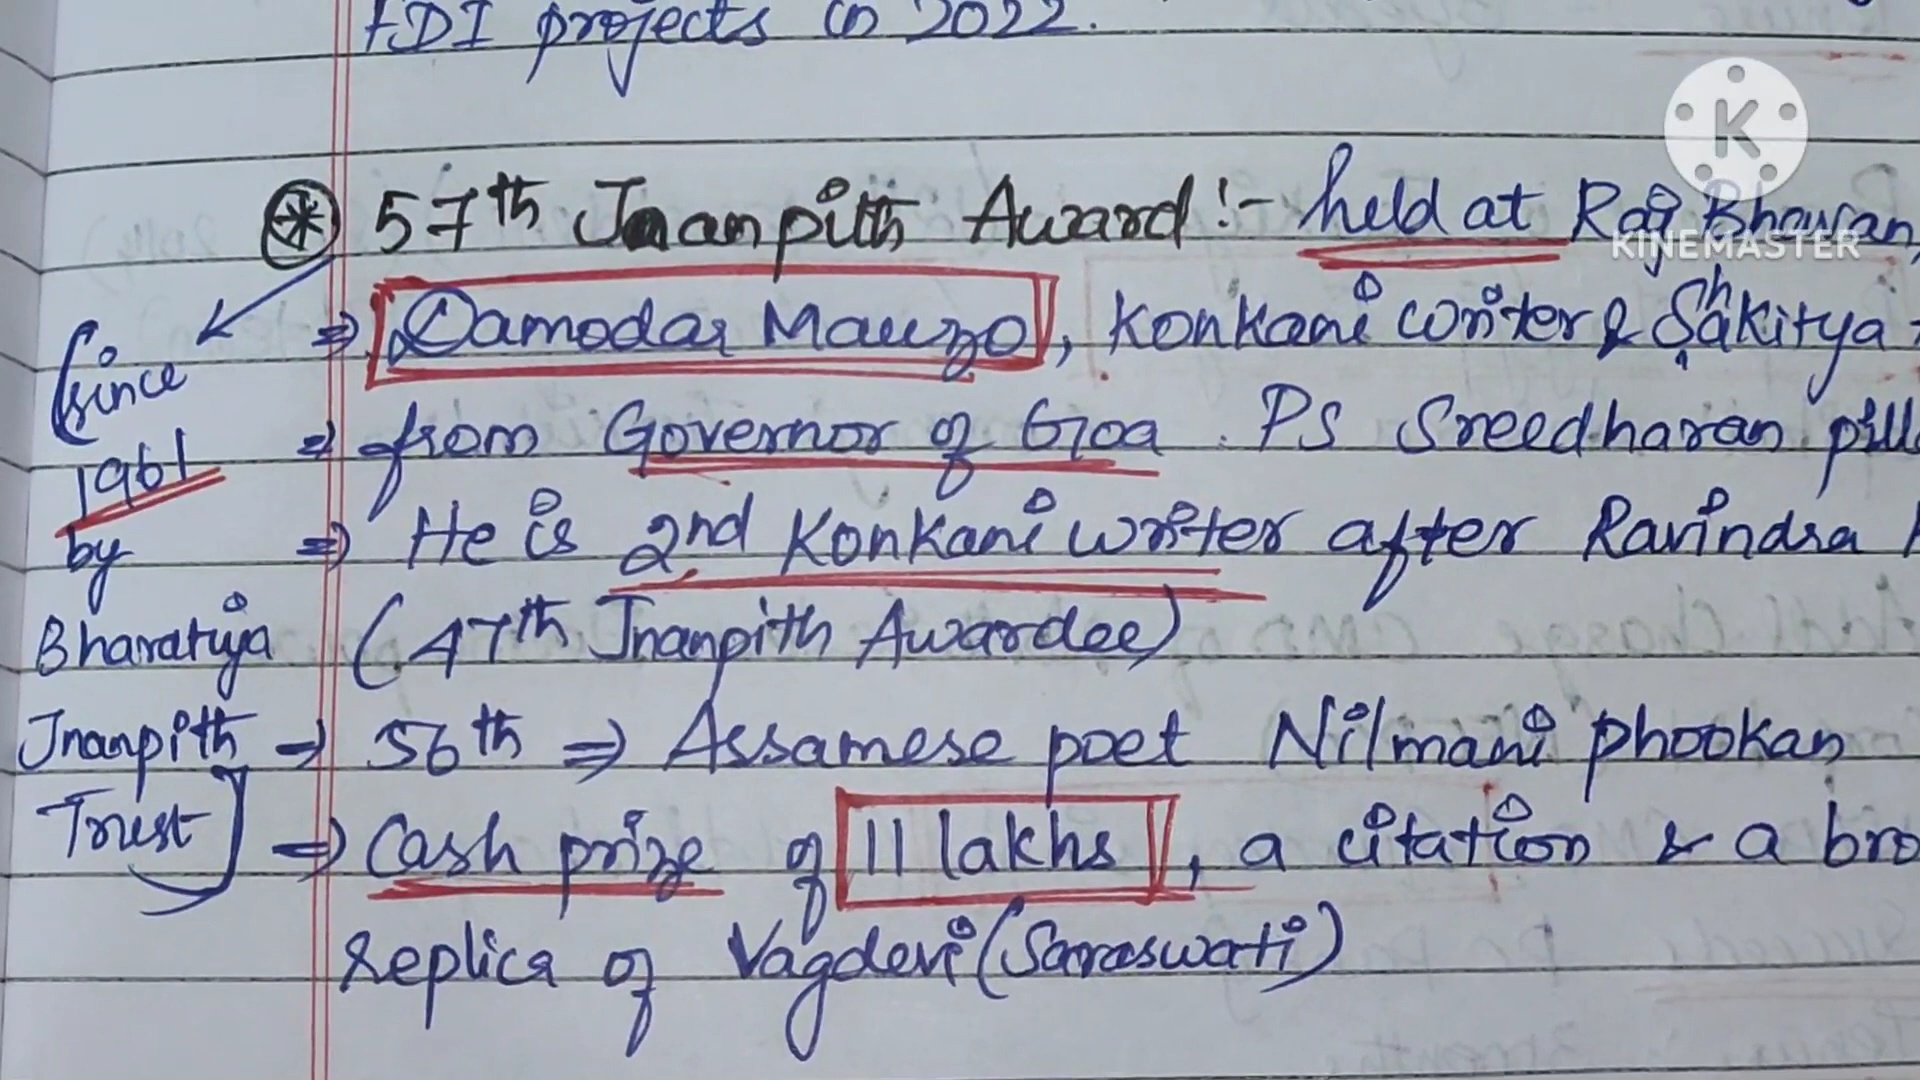 FDI projects in 2022.
57th Jnanpith Award :- held at Raj Bhavan,
KINEMASTER
⇒ Damodar Mauzo, Konkani writer & Sahitya
⇒ from Governor of Goa PS Sreedharan pill
⇒ He is 2nd Konkani writer after Ravindra
(47th Jnanpith Awardee)
⇒ 56th ⇒ Assamese poet Nilmani phookan
⇒ Cash prize of 11 lakhs, a citation & a bro
replica of Vagdevi (Saraswati)
(since
1961
by
Bharatiya
Jnanpith
Trust)